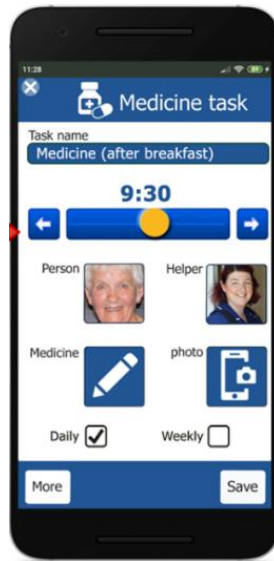 11:28
Medicine task
Task name
Medicine (after breakfast)
9:30
Person
Helper
Medicine
photo
Daily
Weekly
More
Save